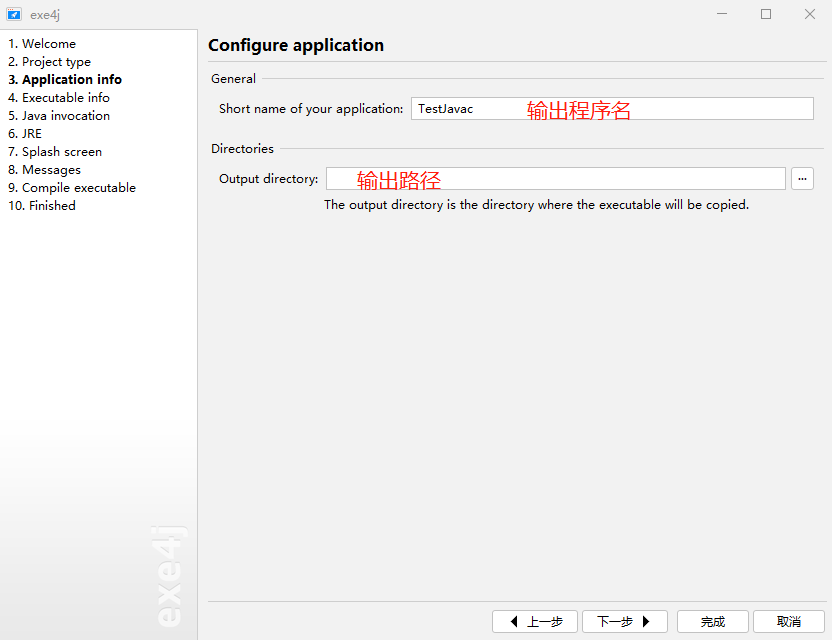 exe4j
1. Welcome
2. Project type
3. Application info
4. Executable info
5. Java invocation
6. JRE
7. Splash screen
8. Messages
9. Compile executable
10. Finished
exe4j
Configure application
General
Short name of your application: TestJavac 输出程序名
Directories
Output directory: 输出路径 ...
The output directory is the directory where the executable will be copied.
上一步 下一步 完成 取消